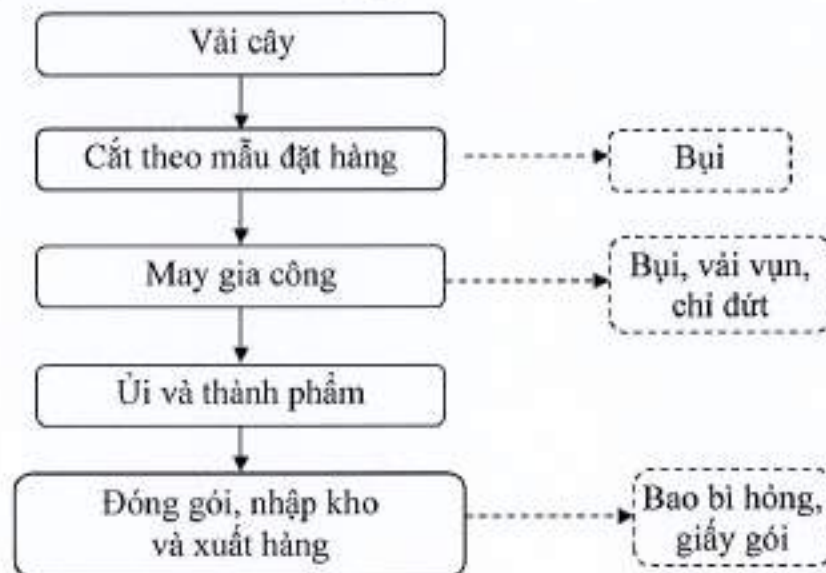 Vải cây
Cắt theo mẫu đặt hàng
Bụi
May gia công
Bụi, vải vụn,
chỉ đứt
Ủi và thành phẩm
Đóng gói, nhập kho
và xuất hàng
Bao bì hỏng,
giấy gói